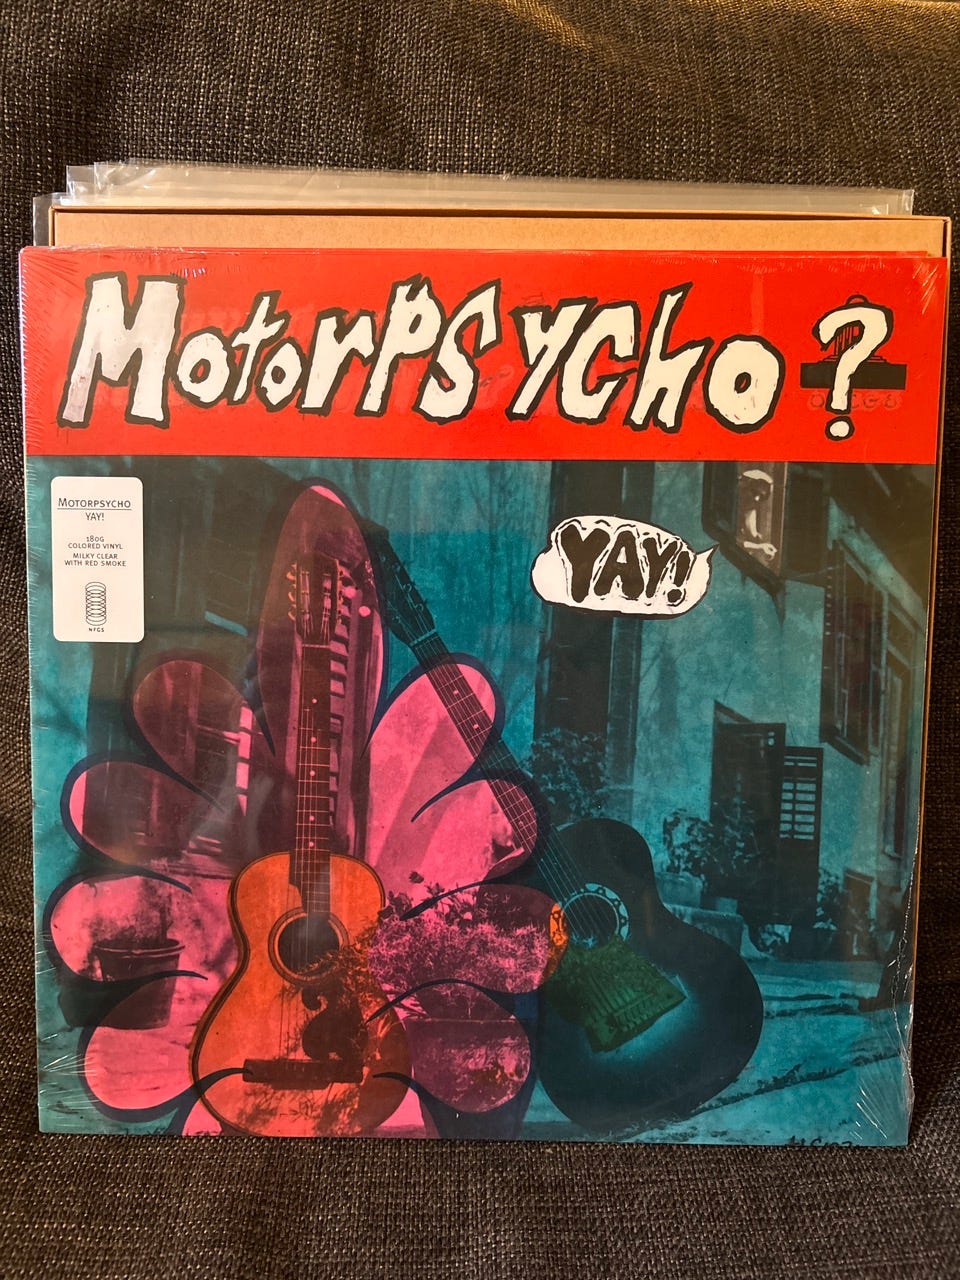 MotorPsycho?
YAY!
MOTORPSYCHO
YAY!
180G
COLORED VINYL
MILKY CLEAR
WITH RED SMOKE
NFGS